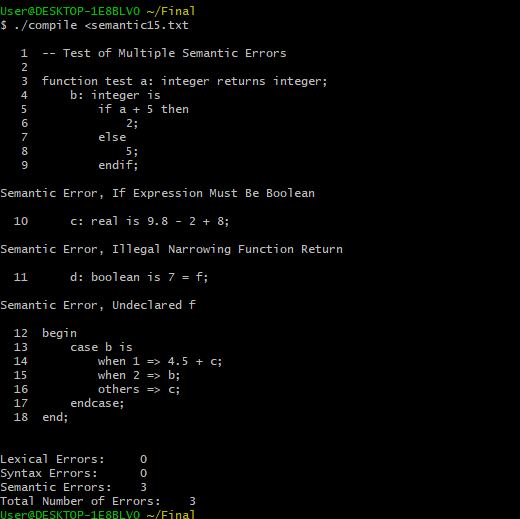 User@DESKTOP-1E8BLVO ~/Final
$ ./compile <semantic15.txt
1 -- Test of Multiple Semantic Errors
2
3 function test a: integer returns integer;
4 b: integer is
5 if a + 5 then
6 2;
7 else
8 5;
9 endif;
Semantic Error, If Expression Must Be Boolean
10 c: real is 9.8 - 2 + 8;
Semantic Error, Illegal Narrowing Function Return
11 d: boolean is 7 = f;
Semantic Error, Undeclared f
12 begin
13 case b is
14 when 1 => 4.5 + c;
15 when 2 => b;
16 others => c;
17 endcase;
18 end;
Lexical Errors: 0
Syntax Errors: 0
Semantic Errors: 3
Total Number of Errors: 3
User@DESKTOP-1E8BLVO ~/Final